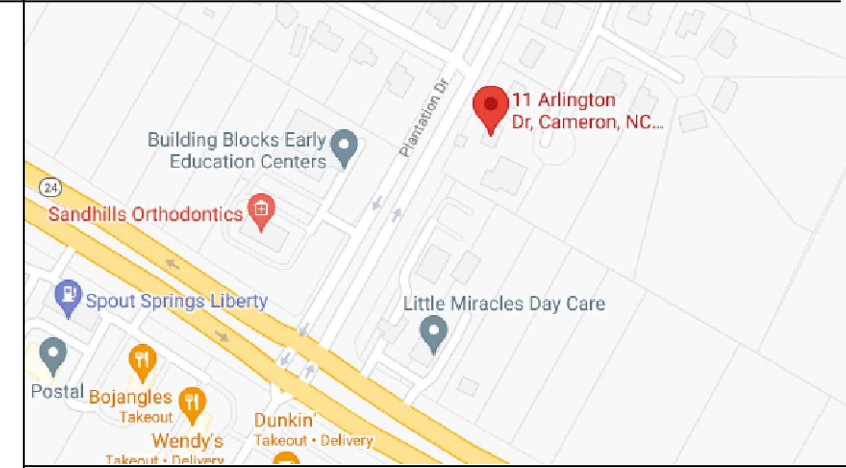 Plantation Dr
11 Arlington
Dr, Cameron, NC...
Building Blocks Early
Education Centers
24
Sandhills Orthodontics
Spout Springs Liberty
Little Miracles Day Care
Postal
Bojangles
Takeout
Wendy's
Takeout • Delivery
Dunkin'
Takeout • Delivery